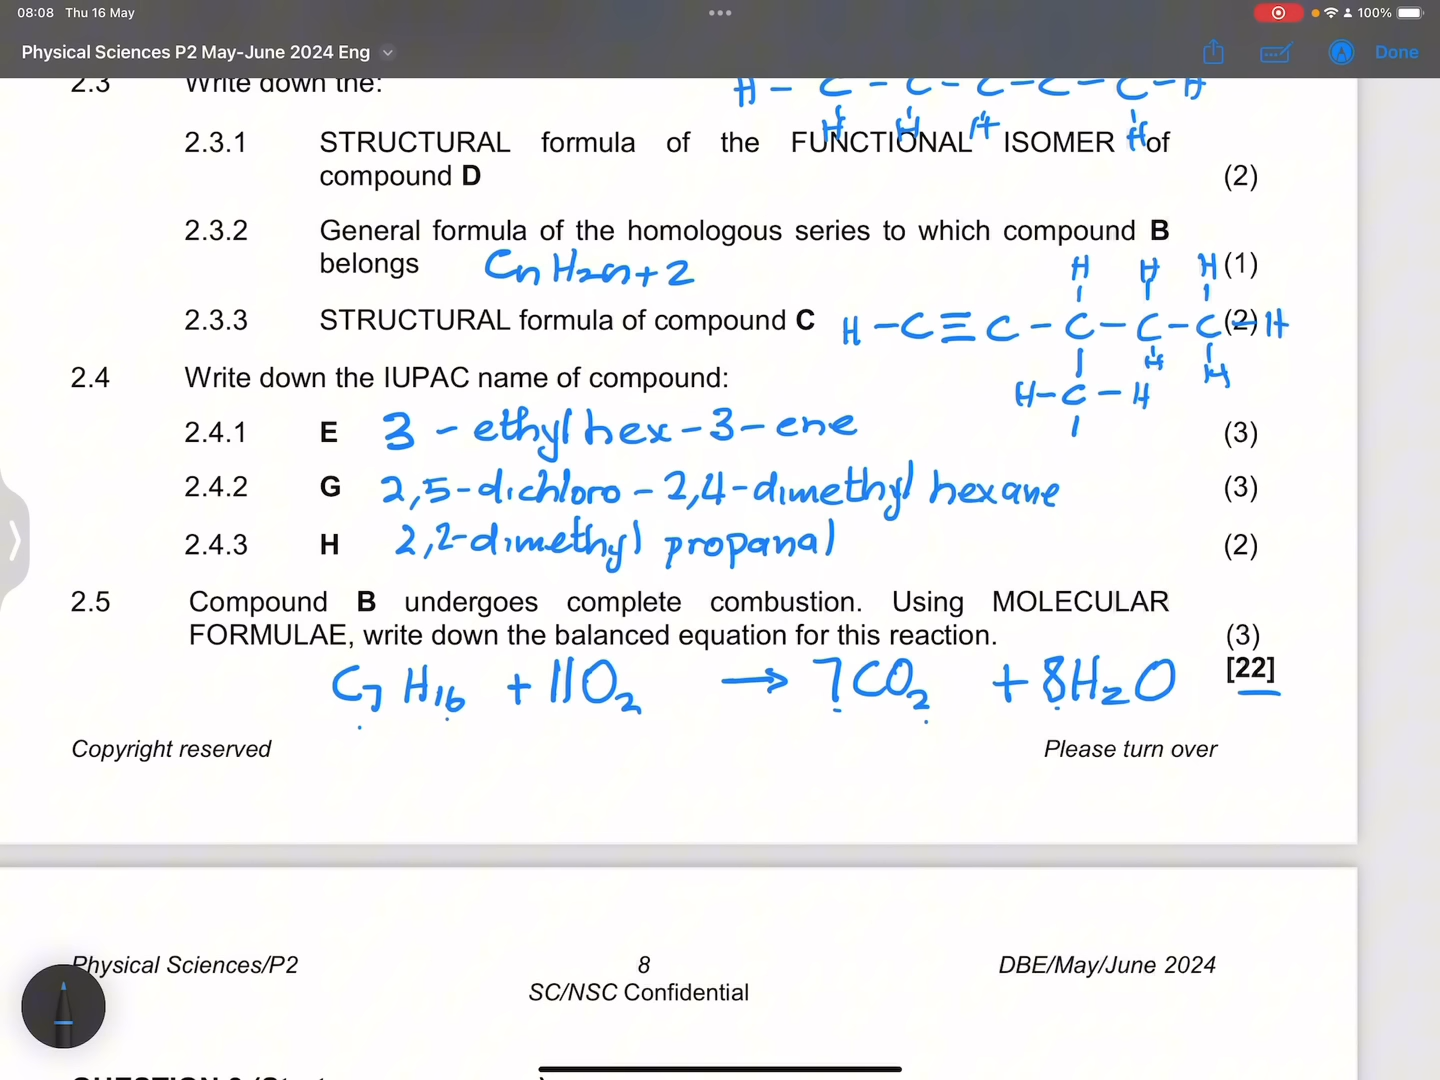 08:08 Thu 16 May
100%
Physical Sciences P2 May-June 2024 Eng
Done
2.3 Write down the:
H - C - C - C - C - C - H
H H H H
2.3.1 STRUCTURAL formula of the FUNCTIONAL ISOMER of
compound D (2)
2.3.2 General formula of the homologous series to which compound B
belongs CnH2n+2 (1)
H H H
2.3.3 STRUCTURAL formula of compound C (2)
H - C ≡ C - C - C - C - H
H H
H - C - H
2.4 Write down the IUPAC name of compound:
2.4.1 E 3 - ethyl hex - 3 - ene (3)
2.4.2 G 2,5-dichloro - 2,4-dimethyl hexane (3)
2.4.3 H 2,2-dimethyl propanal (2)
2.5 Compound B undergoes complete combustion. Using MOLECULAR
FORMULAE, write down the balanced equation for this reaction. (3)
C7 H16 + 11O2 → 7CO2 + 8H2O [22]
Copyright reserved Please turn over
Physical Sciences/P2 8 DBE/May/June 2024
SC/NSC Confidential